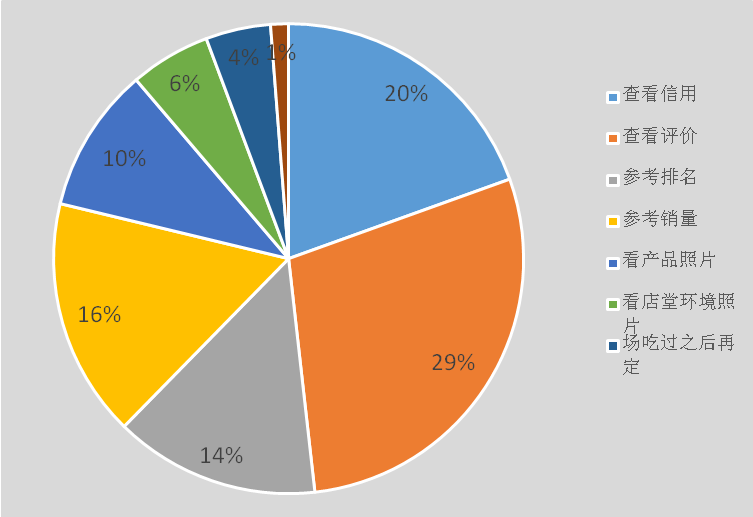 4%
1%
6%
20%
10%
16%
29%
14%
查看信用
查看评价
参考排名
参考销量
看产品照片
看店堂环境照
片
场吃过之后再
定